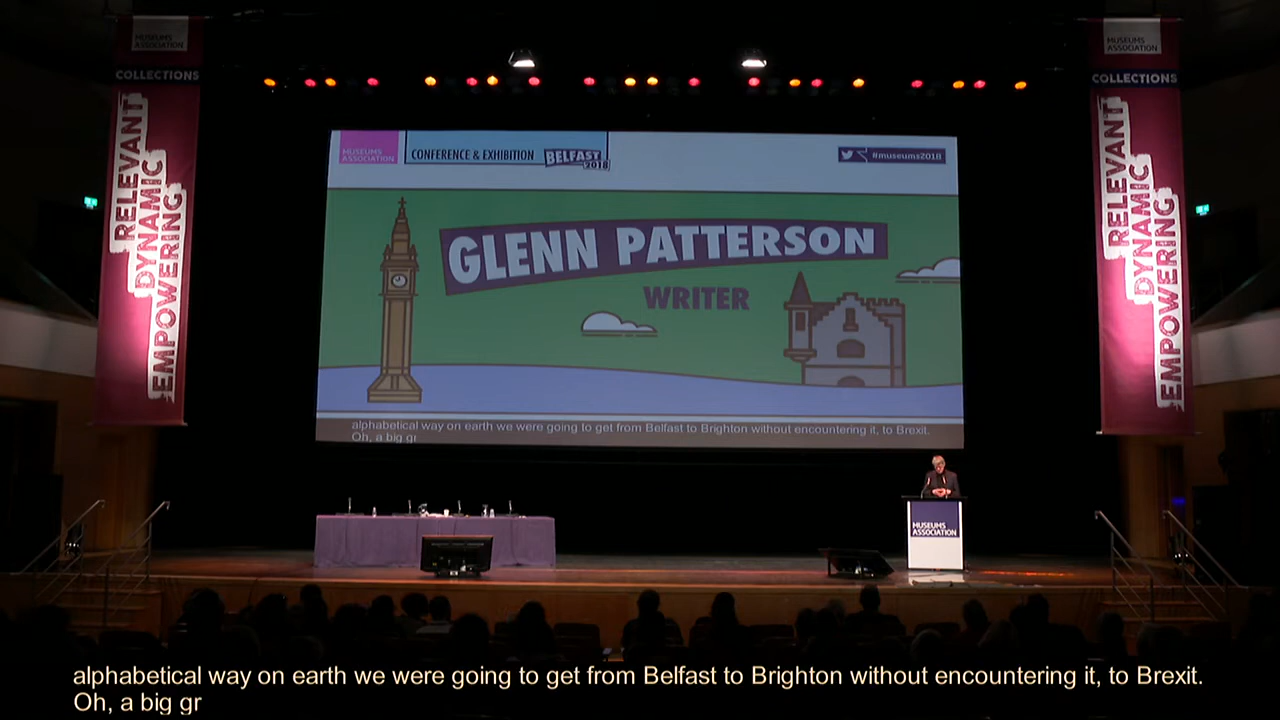 MUSEUMS
ASSOCIATION
COLLECTIONS
RELEVANT
DYNAMIC
EMPOWERING
MUSEUMS
ASSOCIATION
CONFERENCE & EXHIBITION
BELFAST
2018
#museums2018
GLENN PATTERSON
WRITER
alphabetical way on earth we were going to get from Belfast to Brighton without encountering it, to Brexit.
Oh, a big gr
MUSEUMS
ASSOCIATION
COLLECTIONS
RELEVANT
DYNAMIC
EMPOWERING
MUSEUMS
ASSOCIATION
alphabetical way on earth we were going to get from Belfast to Brighton without encountering it, to Brexit.
Oh, a big gr